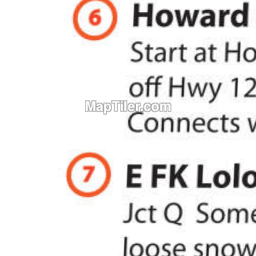 6 Howard
Start at Ho
off Hwy 12
MapTiler.com
Connects w
7 E FK Lolo
Jct Q Some
loose snow